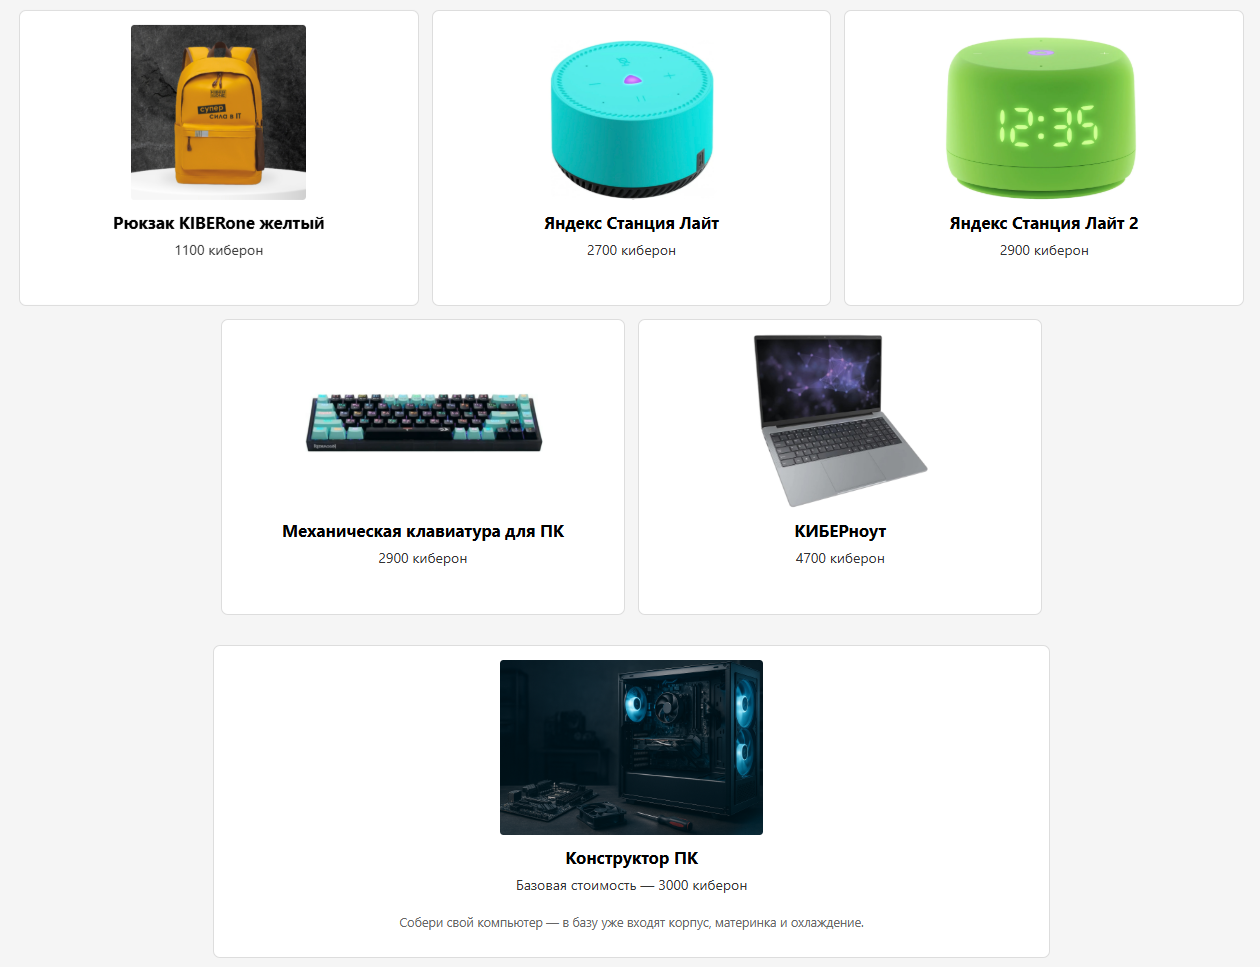 супер
сила в IT
12:35
Рюкзак KIBERone желтый
1100 киберон
Яндекс Станция Лайт
2700 киберон
Яндекс Станция Лайт 2
2900 киберон
Механическая клавиатура для ПК
2900 киберон
КИБЕРноут
4700 киберон
Конструктор ПК
Базовая стоимость — 3000 киберон
Собери свой компьютер — в базу уже входят корпус, материнка и охлаждение.